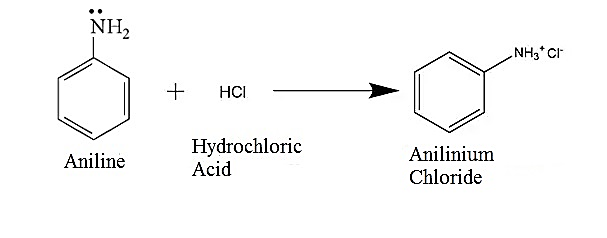 NH₂
+ HCl
NH₃⁺ Cl⁻
Aniline
Hydrochloric
Acid
Anilinium
Chloride